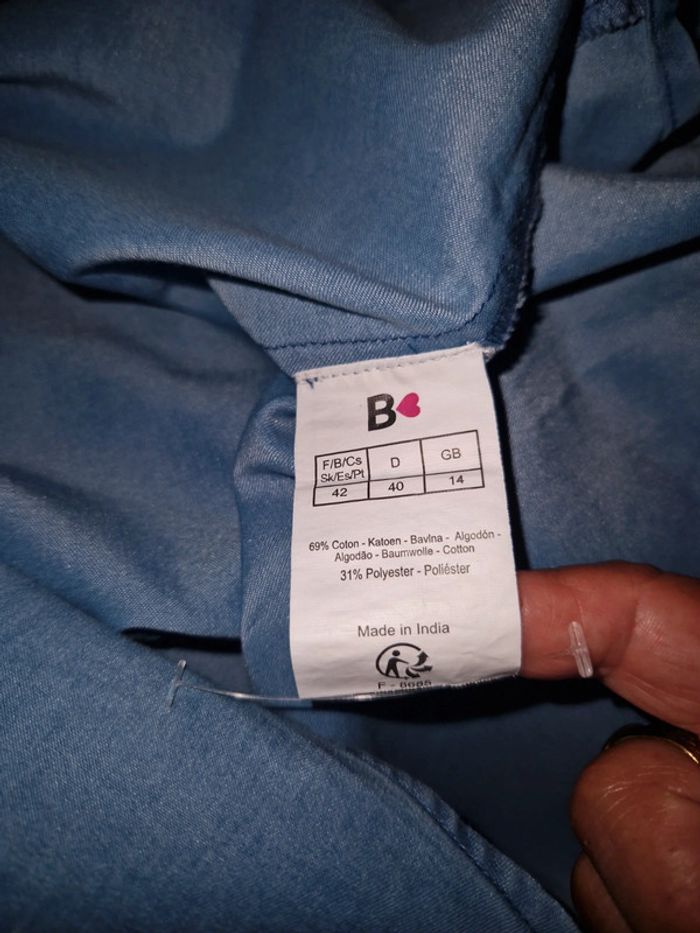 B
F/B/Cs D GB
Sk/Es/Pt
42 40 14
69% Coton - Katoen - Bavlna - Algodón -
Algodão - Baumwolle - Cotton
31% Polyester - Poliéster
Made in India